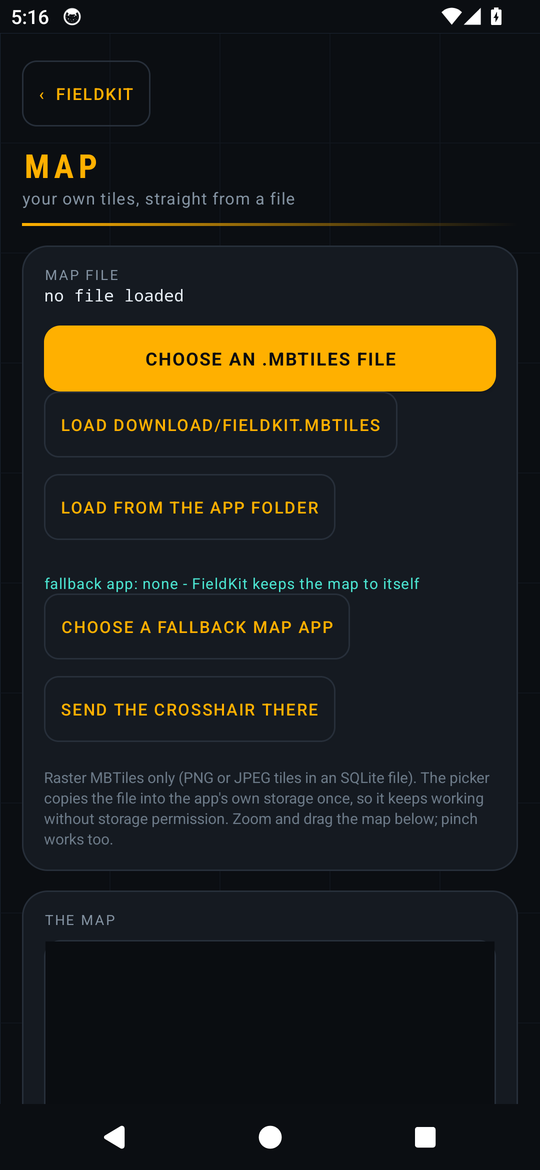 5:16
‹ FIELDKIT
MAP
your own tiles, straight from a file
MAP FILE
no file loaded
CHOOSE AN .MBTILES FILE
LOAD DOWNLOAD/FIELDKIT.MBTILES
LOAD FROM THE APP FOLDER
fallback app: none - FieldKit keeps the map to itself
CHOOSE A FALLBACK MAP APP
SEND THE CROSSHAIR THERE
Raster MBTiles only (PNG or JPEG tiles in an SQLite file). The picker
copies the file into the app's own storage once, so it keeps working
without storage permission. Zoom and drag the map below; pinch
works too.
THE MAP